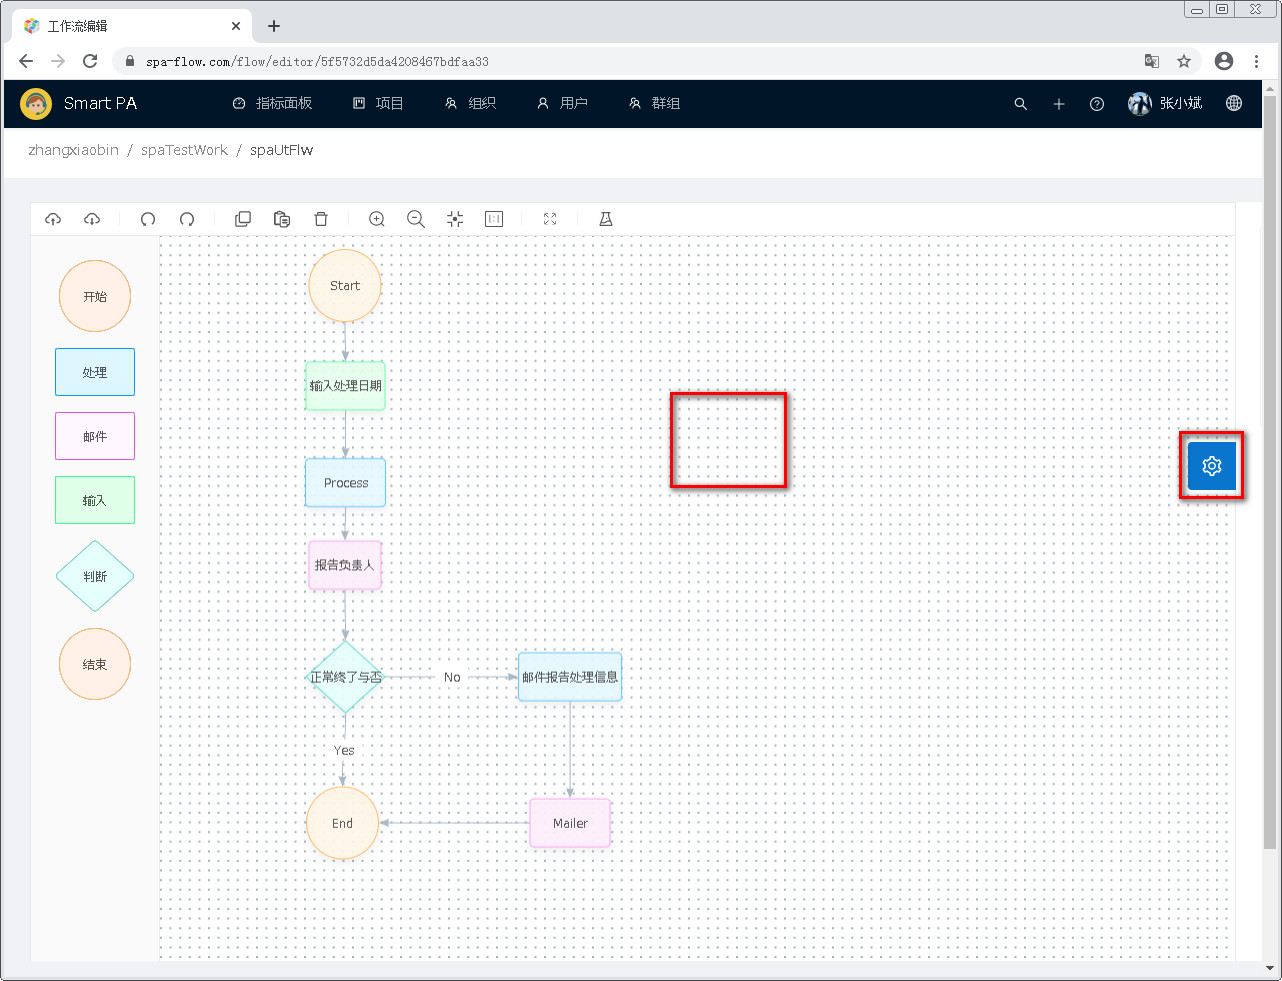 工作流编辑
spa-flow.com/flow/editor/5f5732d5da4208467bdfaa33
Smart PA 指标面板 项目 组织 用户 群组 张小斌
zhangxiaobin / spaTestWork / spaUtFlw
开始
处理
邮件
输入
判断
结束
Start
输入处理日期
Process
报告负责人
正常终了与否
No
邮件报告处理信息
Yes
End
Mailer